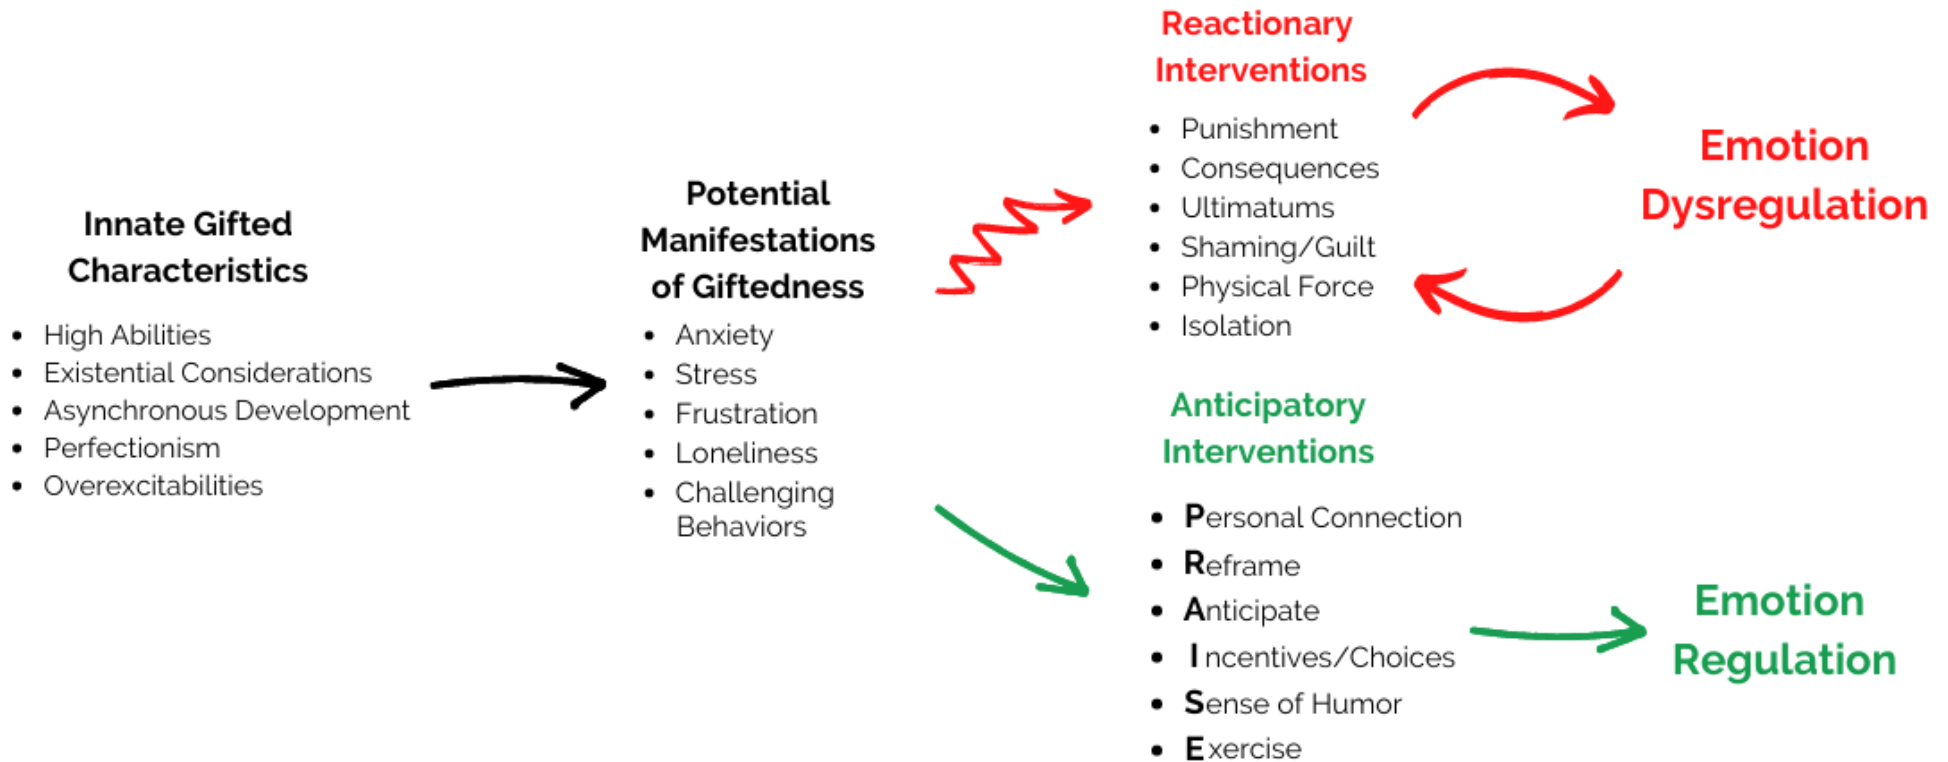 Innate Gifted
Characteristics
• High Abilities
• Existential Considerations
• Asynchronous Development
• Perfectionism
• Overexcitabilities
Potential
Manifestations
of Giftedness
• Anxiety
• Stress
• Frustration
• Loneliness
• Challenging
Behaviors
Reactionary
Interventions
• Punishment
• Consequences
• Ultimatums
• Shaming/Guilt
• Physical Force
• Isolation
Emotion
Dysregulation
Anticipatory
Interventions
• Personal Connection
• Reframe
• Anticipate
• Incentives/Choices
• Sense of Humor
• Exercise
Emotion
Regulation